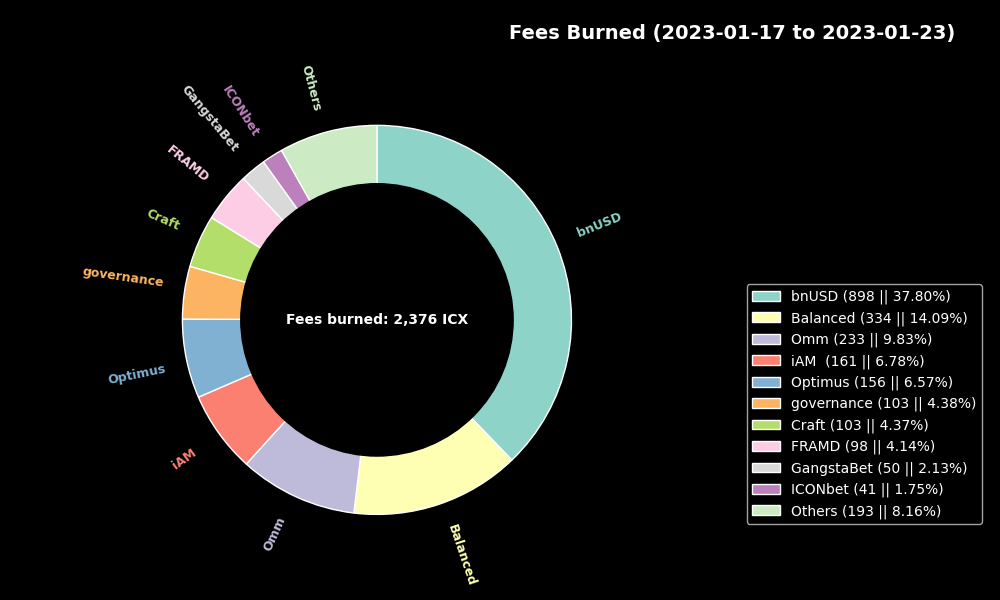 Fees Burned (2023-01-17 to 2023-01-23)
Others
ICONbet
GangstaBet
FRAMD
Craft
governance
Optimus
iAM
Omm
Balanced
bnUSD
Fees burned: 2,376 ICX
bnUSD (898 || 37.80%)
Balanced (334 || 14.09%)
Omm (233 || 9.83%)
iAM  (161 || 6.78%)
Optimus (156 || 6.57%)
governance (103 || 4.38%)
Craft (103 || 4.37%)
FRAMD (98 || 4.14%)
GangstaBet (50 || 2.13%)
ICONbet (41 || 1.75%)
Others (193 || 8.16%)